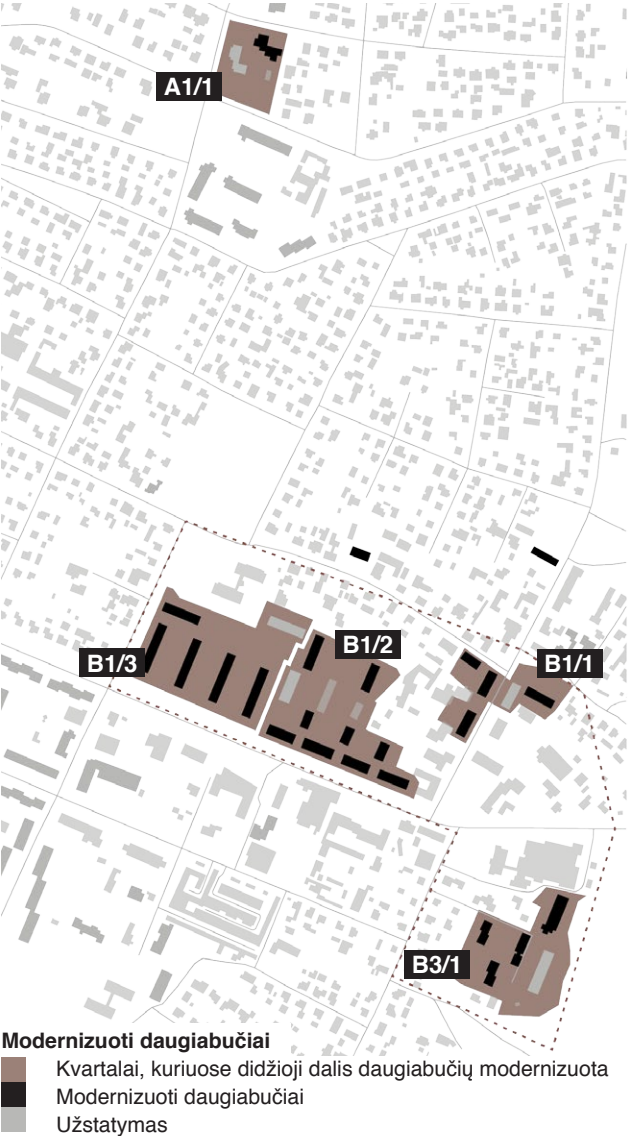 A1/1
B1/2
B1/3
B1/1
B3/1
Modernizuoti daugiabučiai
Kvartalai, kuriuose didžioji dalis daugiabučių modernizuota
Modernizuoti daugiabučiai
Užstatymas